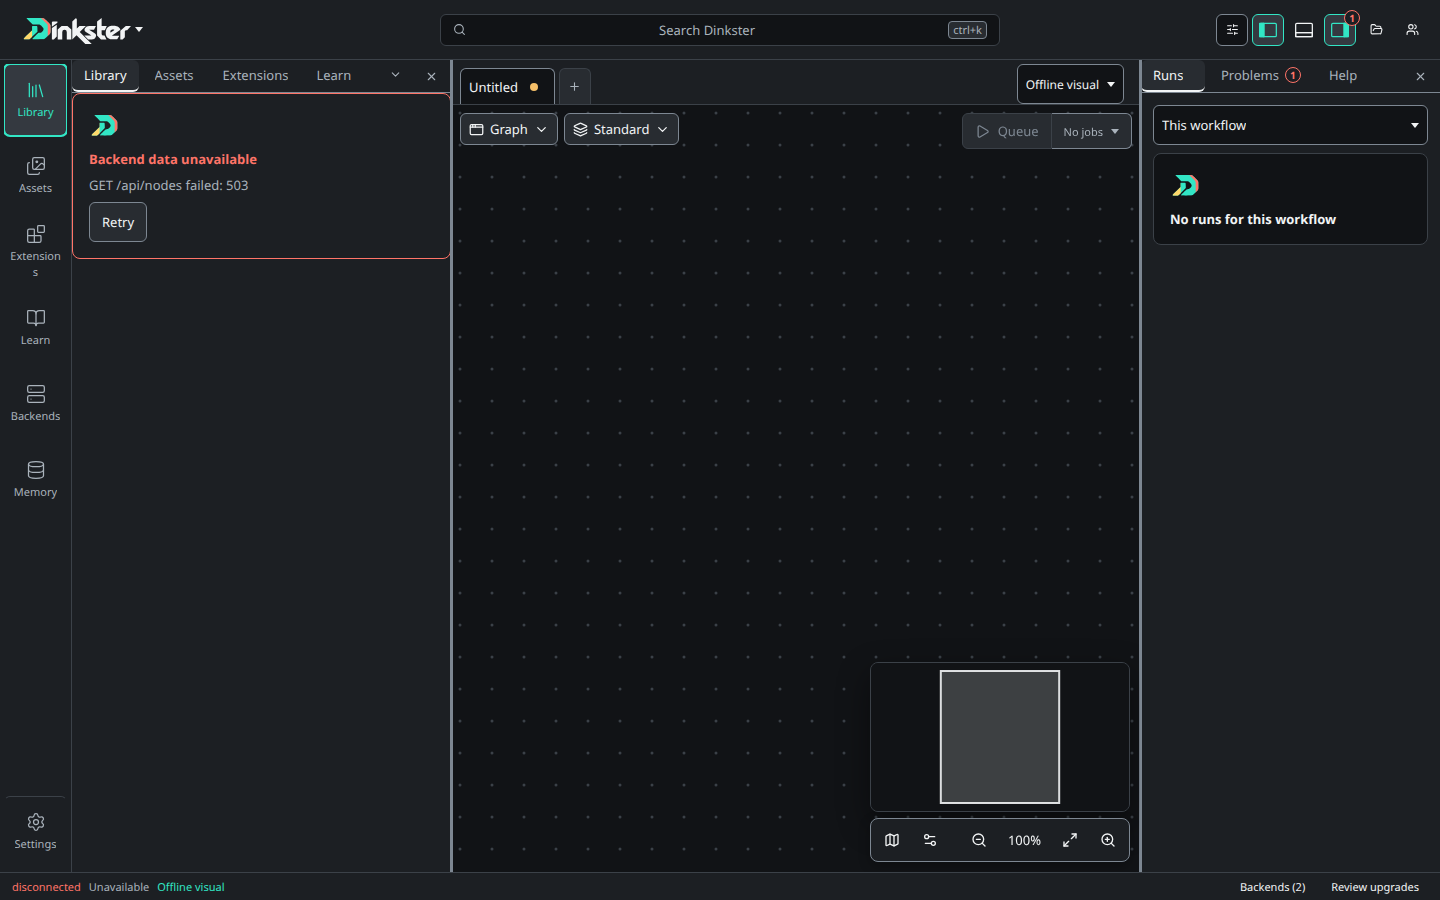 Dinkster
Search Dinkster
ctrl+k
1
Library
Assets
Extension
s
Learn
Backends
Memory
Settings
Library
Assets
Extensions
Learn
Backend data unavailable
GET /api/nodes failed: 503
Retry
Untitled
Offline visual
Graph
Standard
Queue
No jobs
100%
Runs
Problems
1
Help
This workflow
No runs for this workflow
disconnected Unavailable Offline visual
Backends (2)
Review upgrades